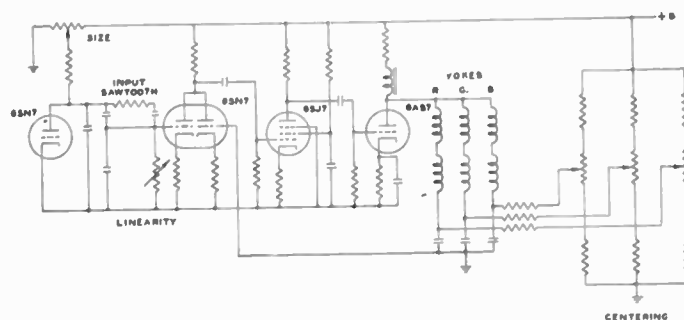 +B
SIZE
INPUT
SAWTOOTH
6SN7
6SN7
6SJ7
6AS7
YOKES
R G. B
LINEARITY
CENTERING